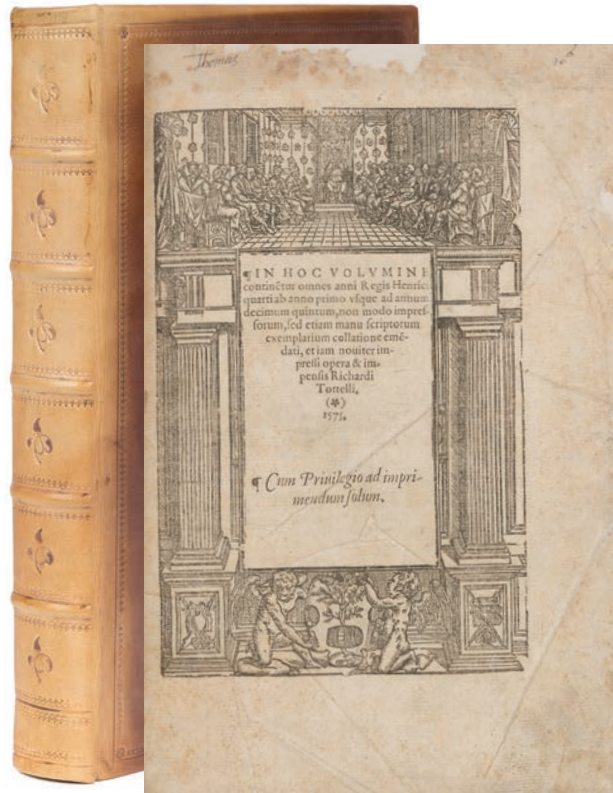 Thomas
¶IN HOC VOLVMINE
continẽtur omnes anni Regis Henrici
quarti ab anno primo vſque ad annum
decimum quintum, non modo impreſ-
ſorum, ſed etiam manu ſcriptorum
exemplarium collatione emẽ-
dati, et iam nouiter im-
preſſi opera & im-
penſis Richardi
Tottelli.
(❀)
1575.
¶ Cum Priuilegio ad impri-
mendum ſolum.